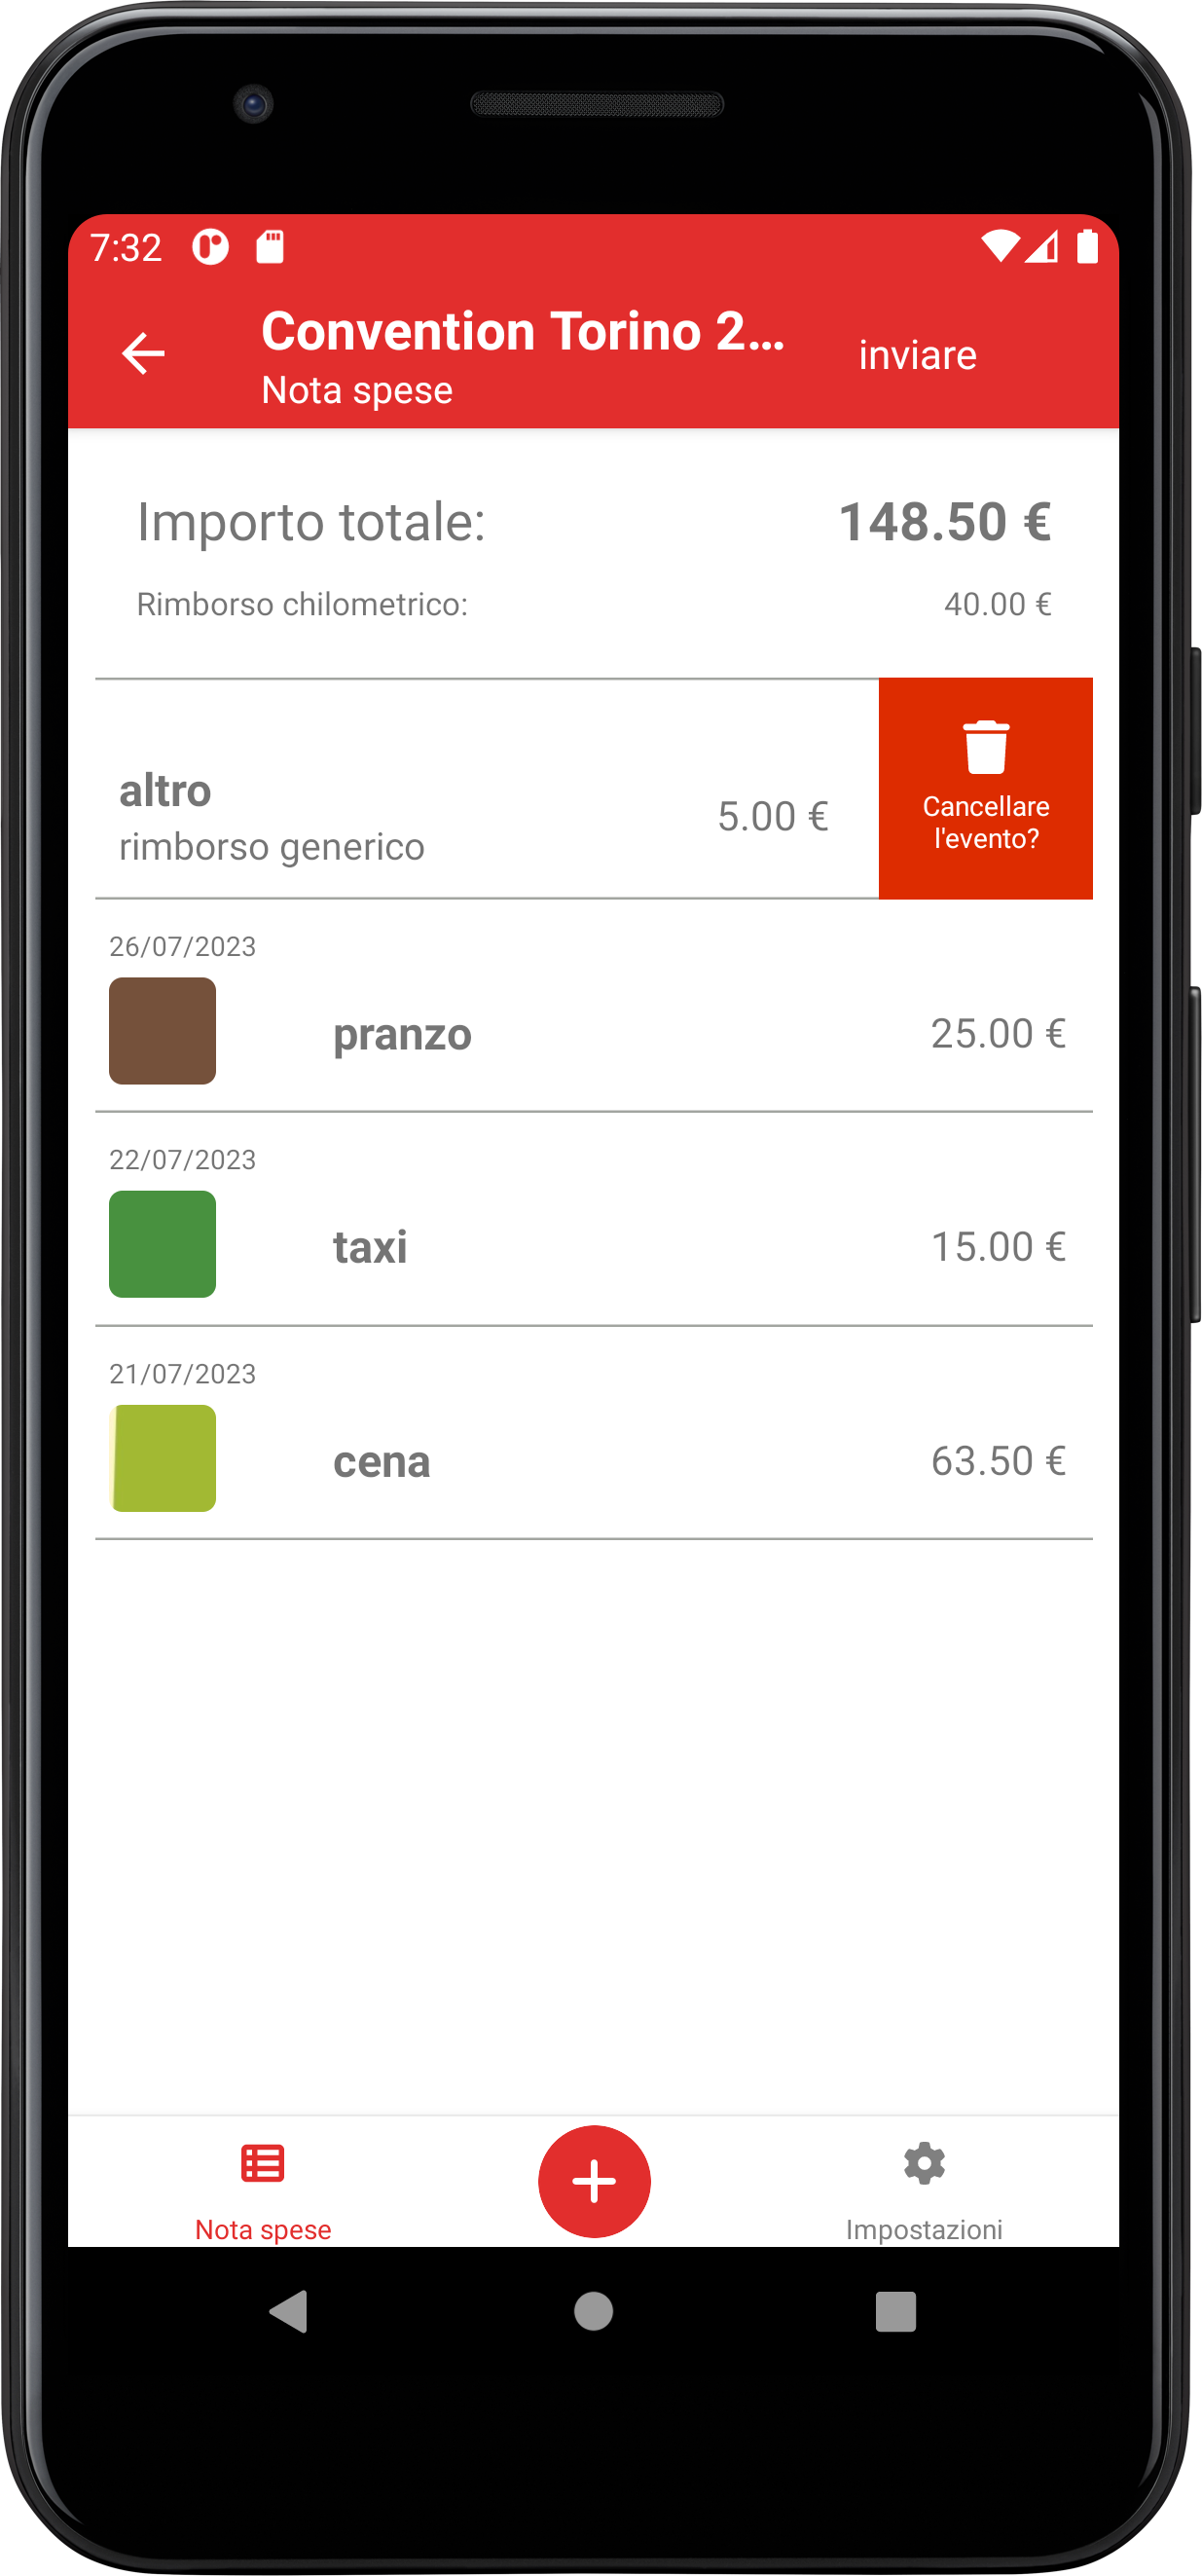 7:32
Convention Torino 2...
Nota spese
inviare
Importo totale: 148.50 €
Rimborso chilometrico: 40.00 €
altro
rimborso generico
5.00 €
Cancellare
l'evento?
26/07/2023
pranzo 25.00 €
22/07/2023
taxi 15.00 €
21/07/2023
cena 63.50 €
Nota spese
Impostazioni